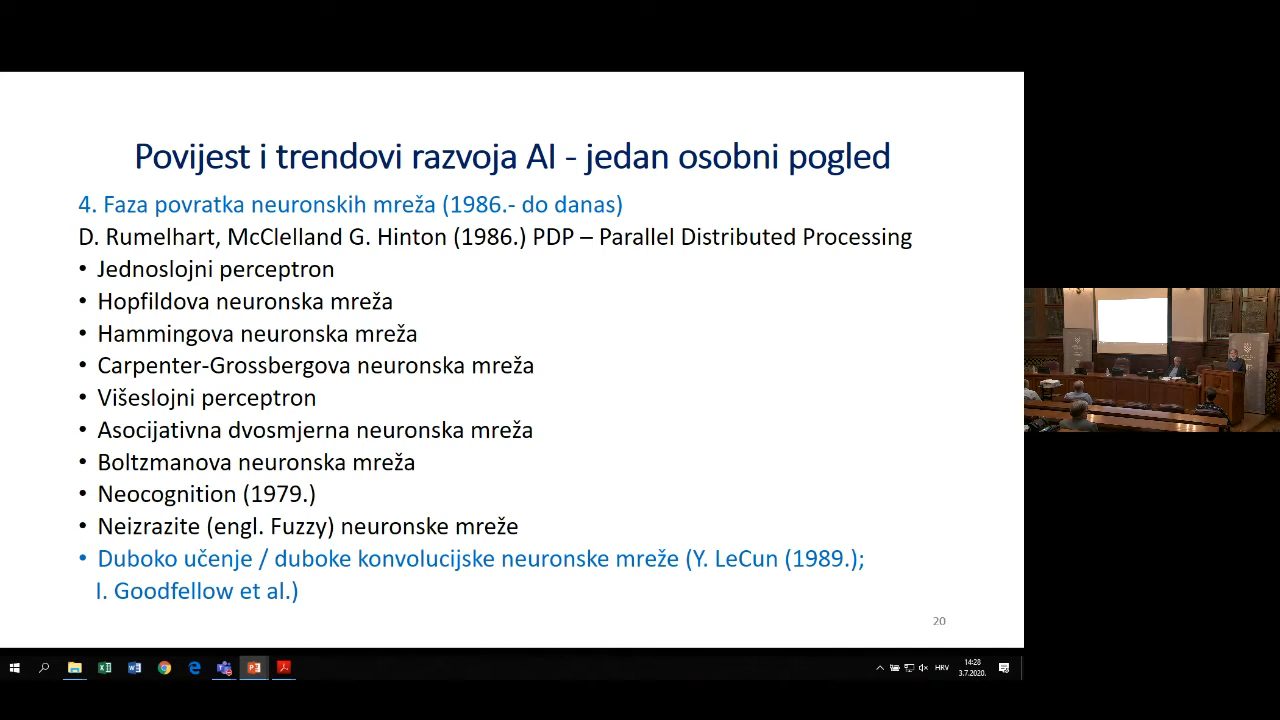 Povijest i trendovi razvoja AI - jedan osobni pogled
4. Faza povratka neuronskih mreža (1986.- do danas)
D. Rumelhart, McClelland G. Hinton (1986.) PDP – Parallel Distributed Processing
• Jednoslojni perceptron
• Hopfildova neuronska mreža
• Hammingova neuronska mreža
• Carpenter-Grossbergova neuronska mreža
• Višeslojni perceptron
• Asocijativna dvosmjerna neuronska mreža
• Boltzmanova neuronska mreža
• Neocognition (1979.)
• Neizrazite (engl. Fuzzy) neuronske mreže
• Duboko učenje / duboke konvolucijske neuronske mreže (Y. LeCun (1989.);
I. Goodfellow et al.)
20
HRV
14:28
3.7.2020.